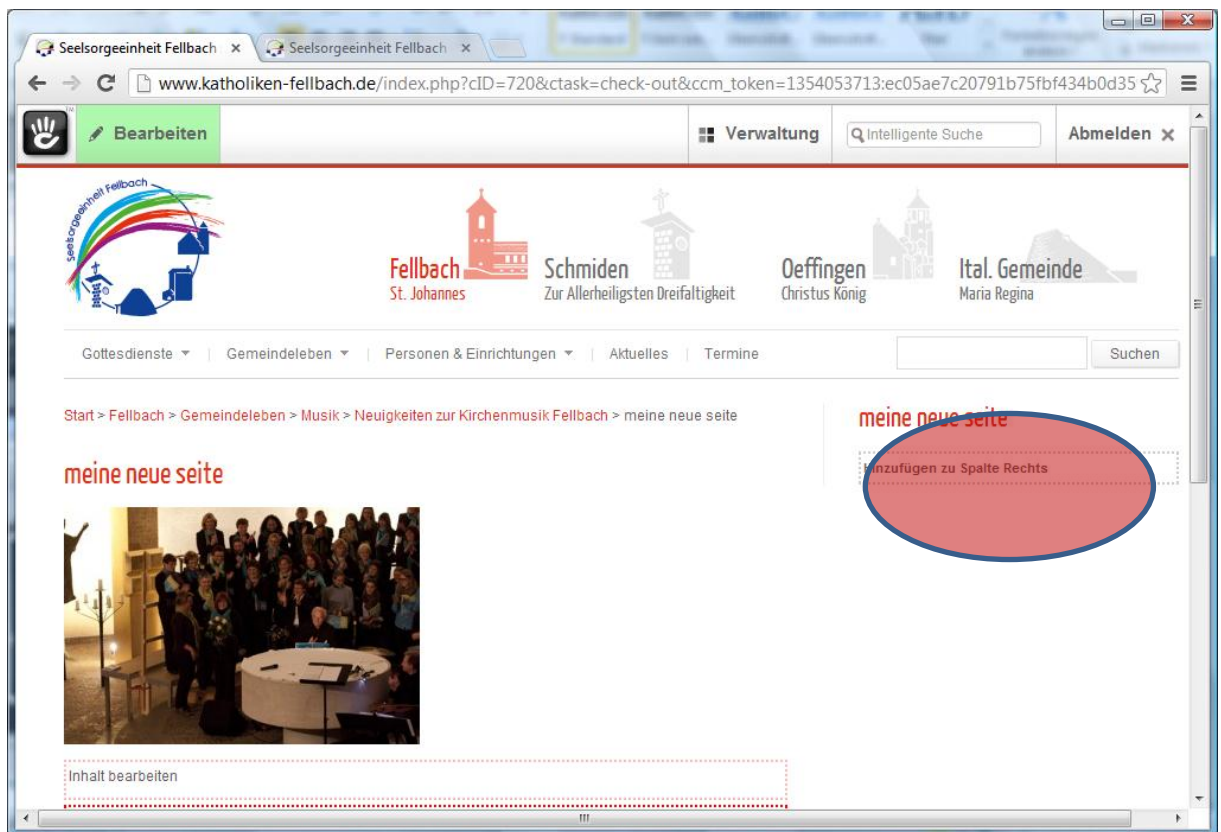 Seelsorgeeinheit Fellbach
Seelsorgeeinheit Fellbach
www.katholiken-fellbach.de/index.php?cID=720&ctask=check-out&ccm_token=1354053713:ec05ae7c20791b75fbf434b0d35
Bearbeiten
Verwaltung
Intelligente Suche
Abmelden
Seelsorgeeinheit Fellbach
Fellbach
St. Johannes
Schmiden
Zur Allerheiligsten Dreifaltigkeit
Oeffingen
Christus König
Ital. Gemeinde
Maria Regina
Gottesdienste
Gemeindeleben
Personen & Einrichtungen
Aktuelles
Termine
Suchen
Start > Fellbach > Gemeindeleben > Musik > Neuigkeiten zur Kirchenmusik Fellbach > meine neue seite
meine neue seite
Hinzufügen zu Spalte Rechts
meine neue seite
Inhalt bearbeiten